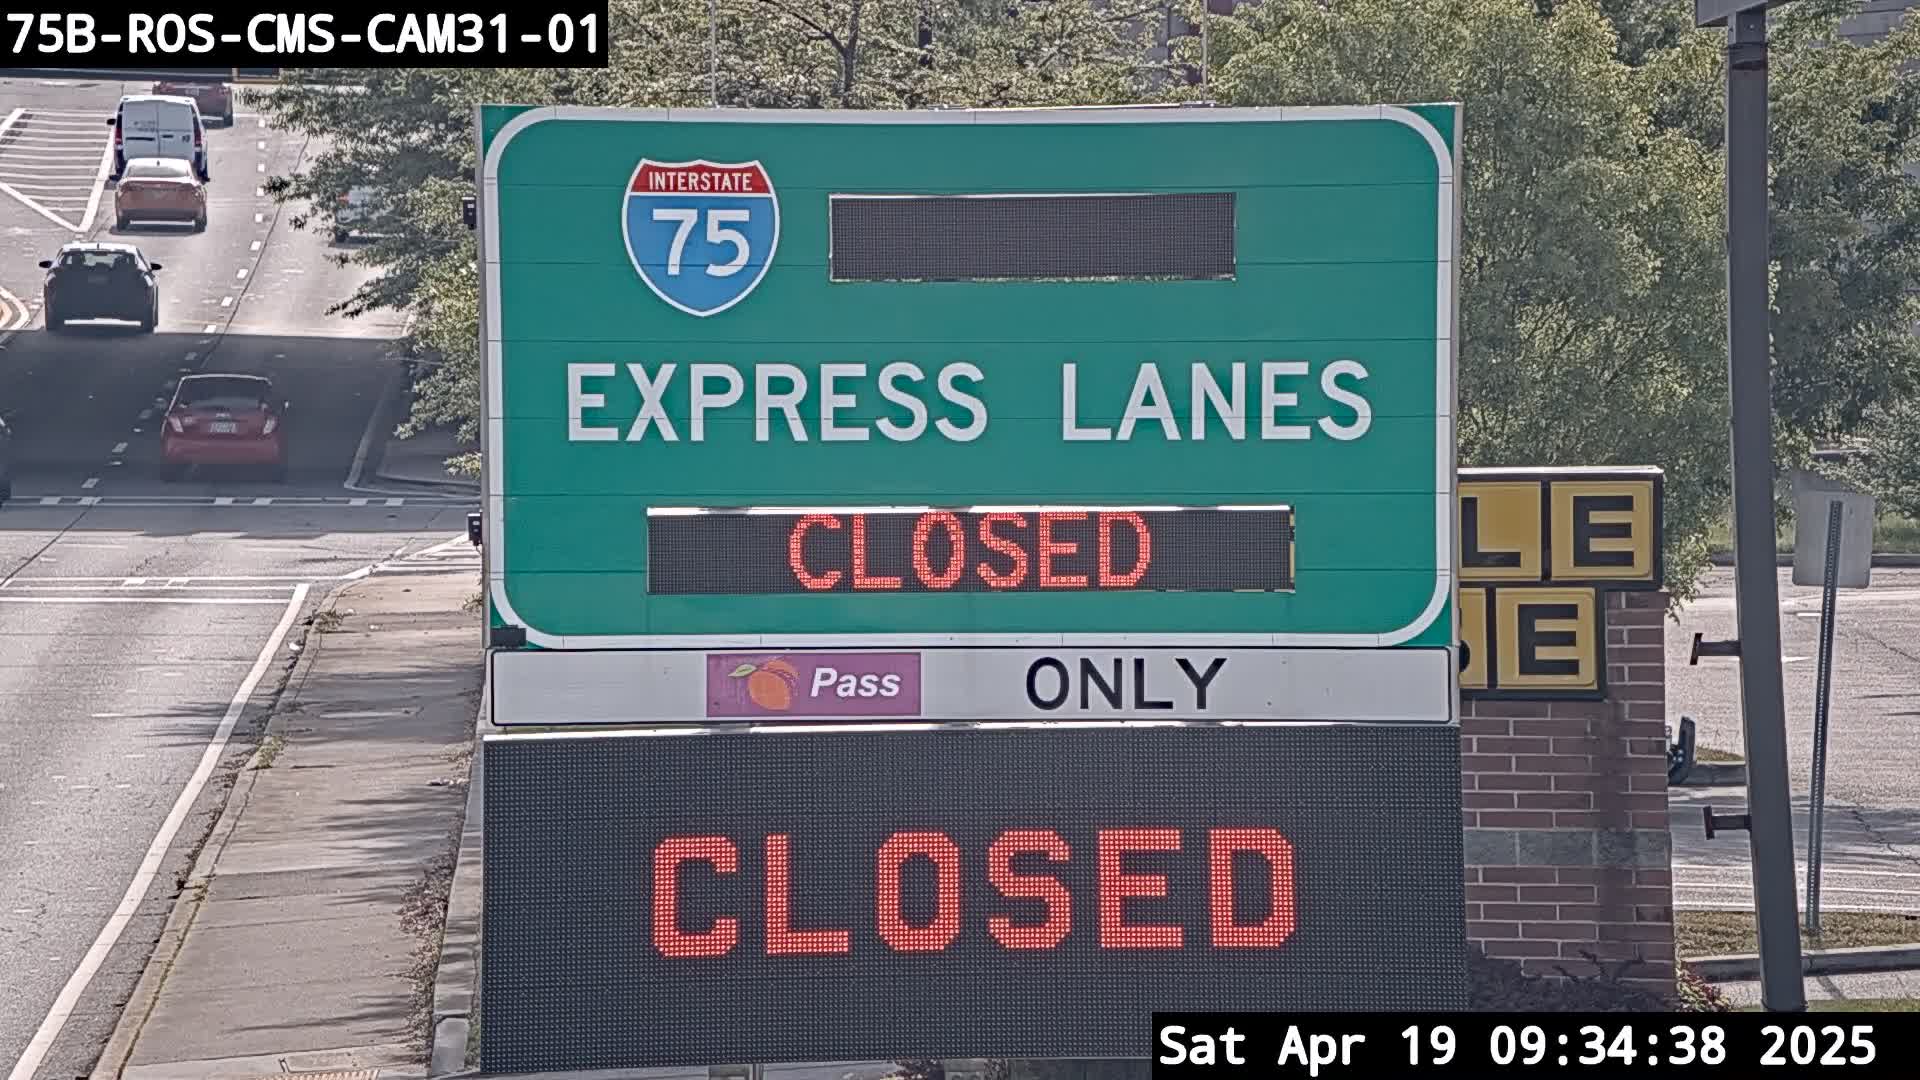 75B-ROS-CMS-CAM31-01
INTERSTATE
75
EXPRESS LANES
CLOSED
LE
E
Pass ONLY
CLOSED
Sat Apr 19 09:34:38 2025